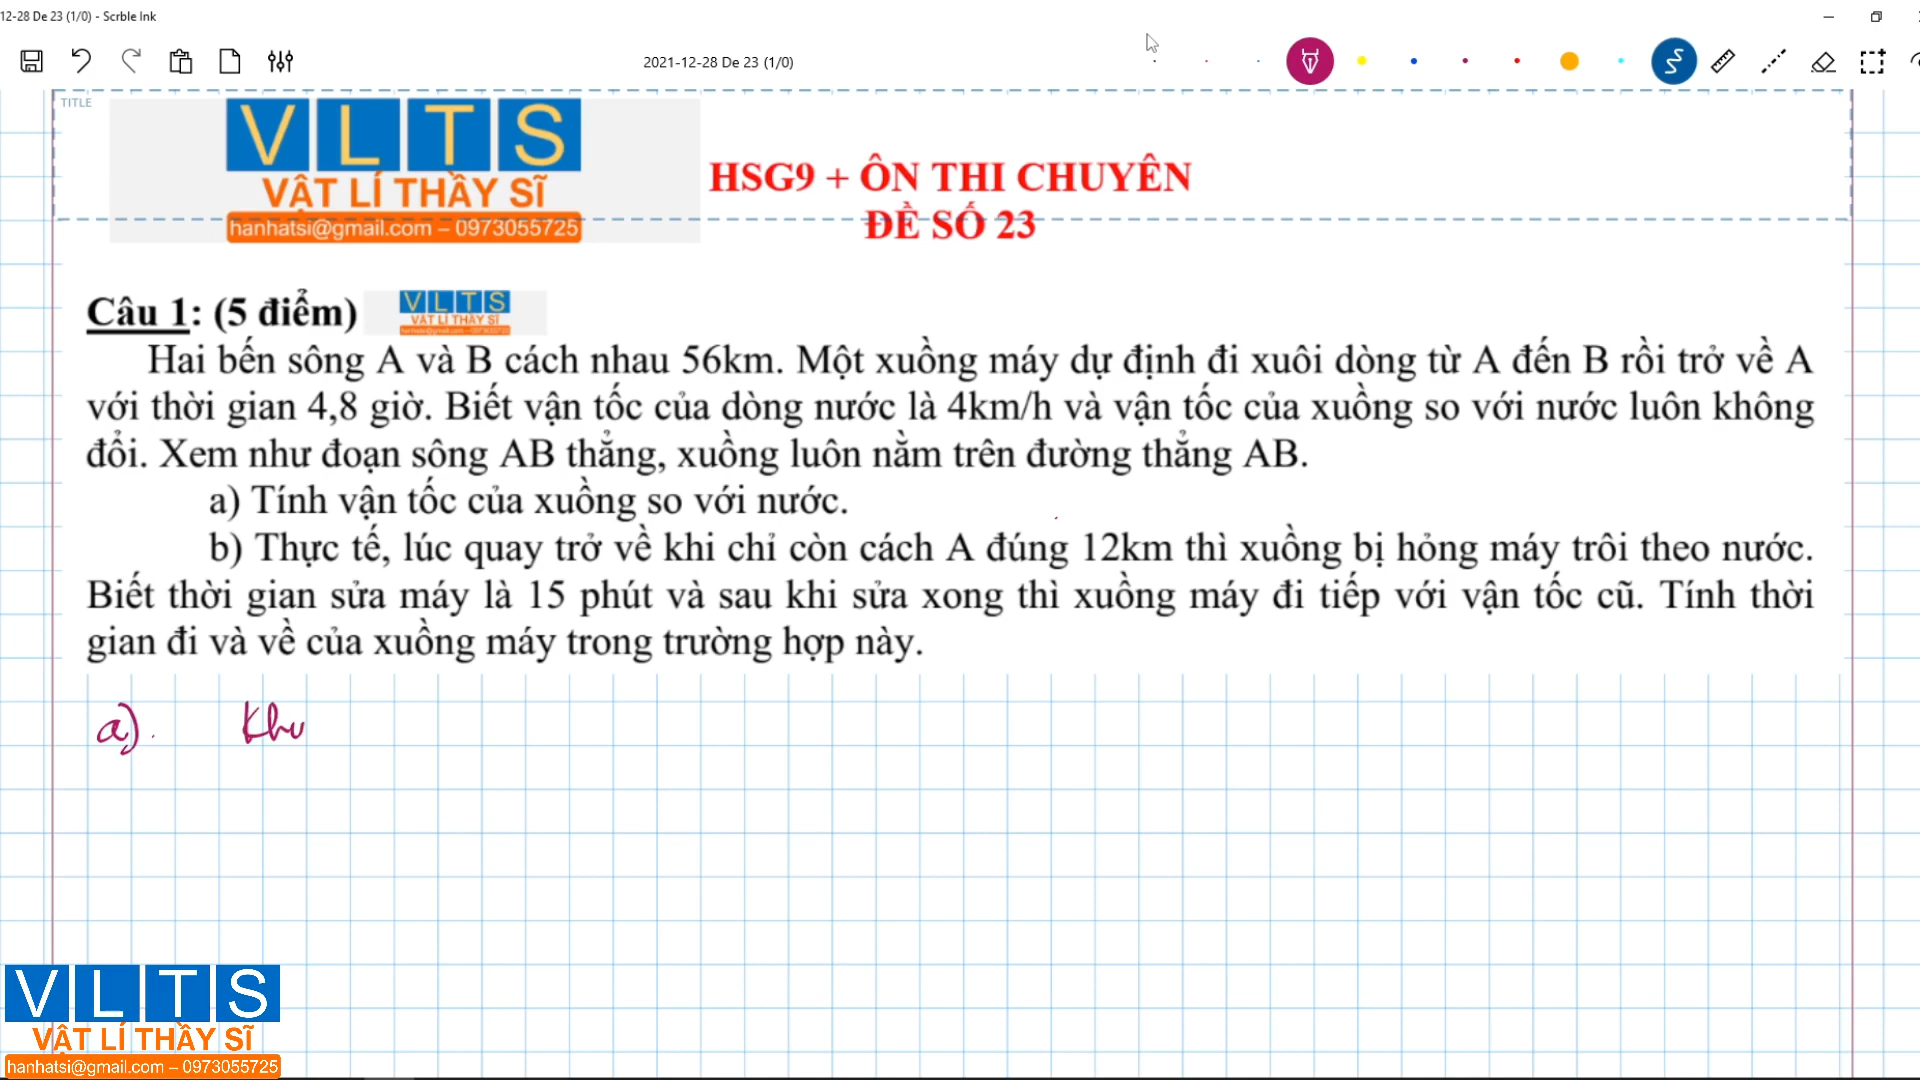 12-28 De 23 (1/0) - Scrble Ink
2021-12-28 De 23 (1/0)
TITLE
VLTS
VẬT LÍ THẦY SĨ
hanhatsi@gmail.com – 0973055725
HSG9 + ÔN THI CHUYÊN
ĐỀ SỐ 23
Câu 1: (5 điểm)
VLTS
VẬT LÍ THẦY SĨ
hanhatsi@gmail.com – 0973055725
Hai bến sông A và B cách nhau 56km. Một xuồng máy dự định đi xuôi dòng từ A đến B rồi trở về A
với thời gian 4,8 giờ. Biết vận tốc của dòng nước là 4km/h và vận tốc của xuồng so với nước luôn không
đổi. Xem như đoạn sông AB thẳng, xuồng luôn nằm trên đường thẳng AB.
a) Tính vận tốc của xuồng so với nước.
b) Thực tế, lúc quay trở về khi chỉ còn cách A đúng 12km thì xuồng bị hỏng máy trôi theo nước.
Biết thời gian sửa máy là 15 phút và sau khi sửa xong thì xuồng máy đi tiếp với vận tốc cũ. Tính thời
gian đi và về của xuồng máy trong trường hợp này.
a). Khu
VLTS
VẬT LÍ THẦY SĨ
hanhatsi@gmail.com – 0973055725